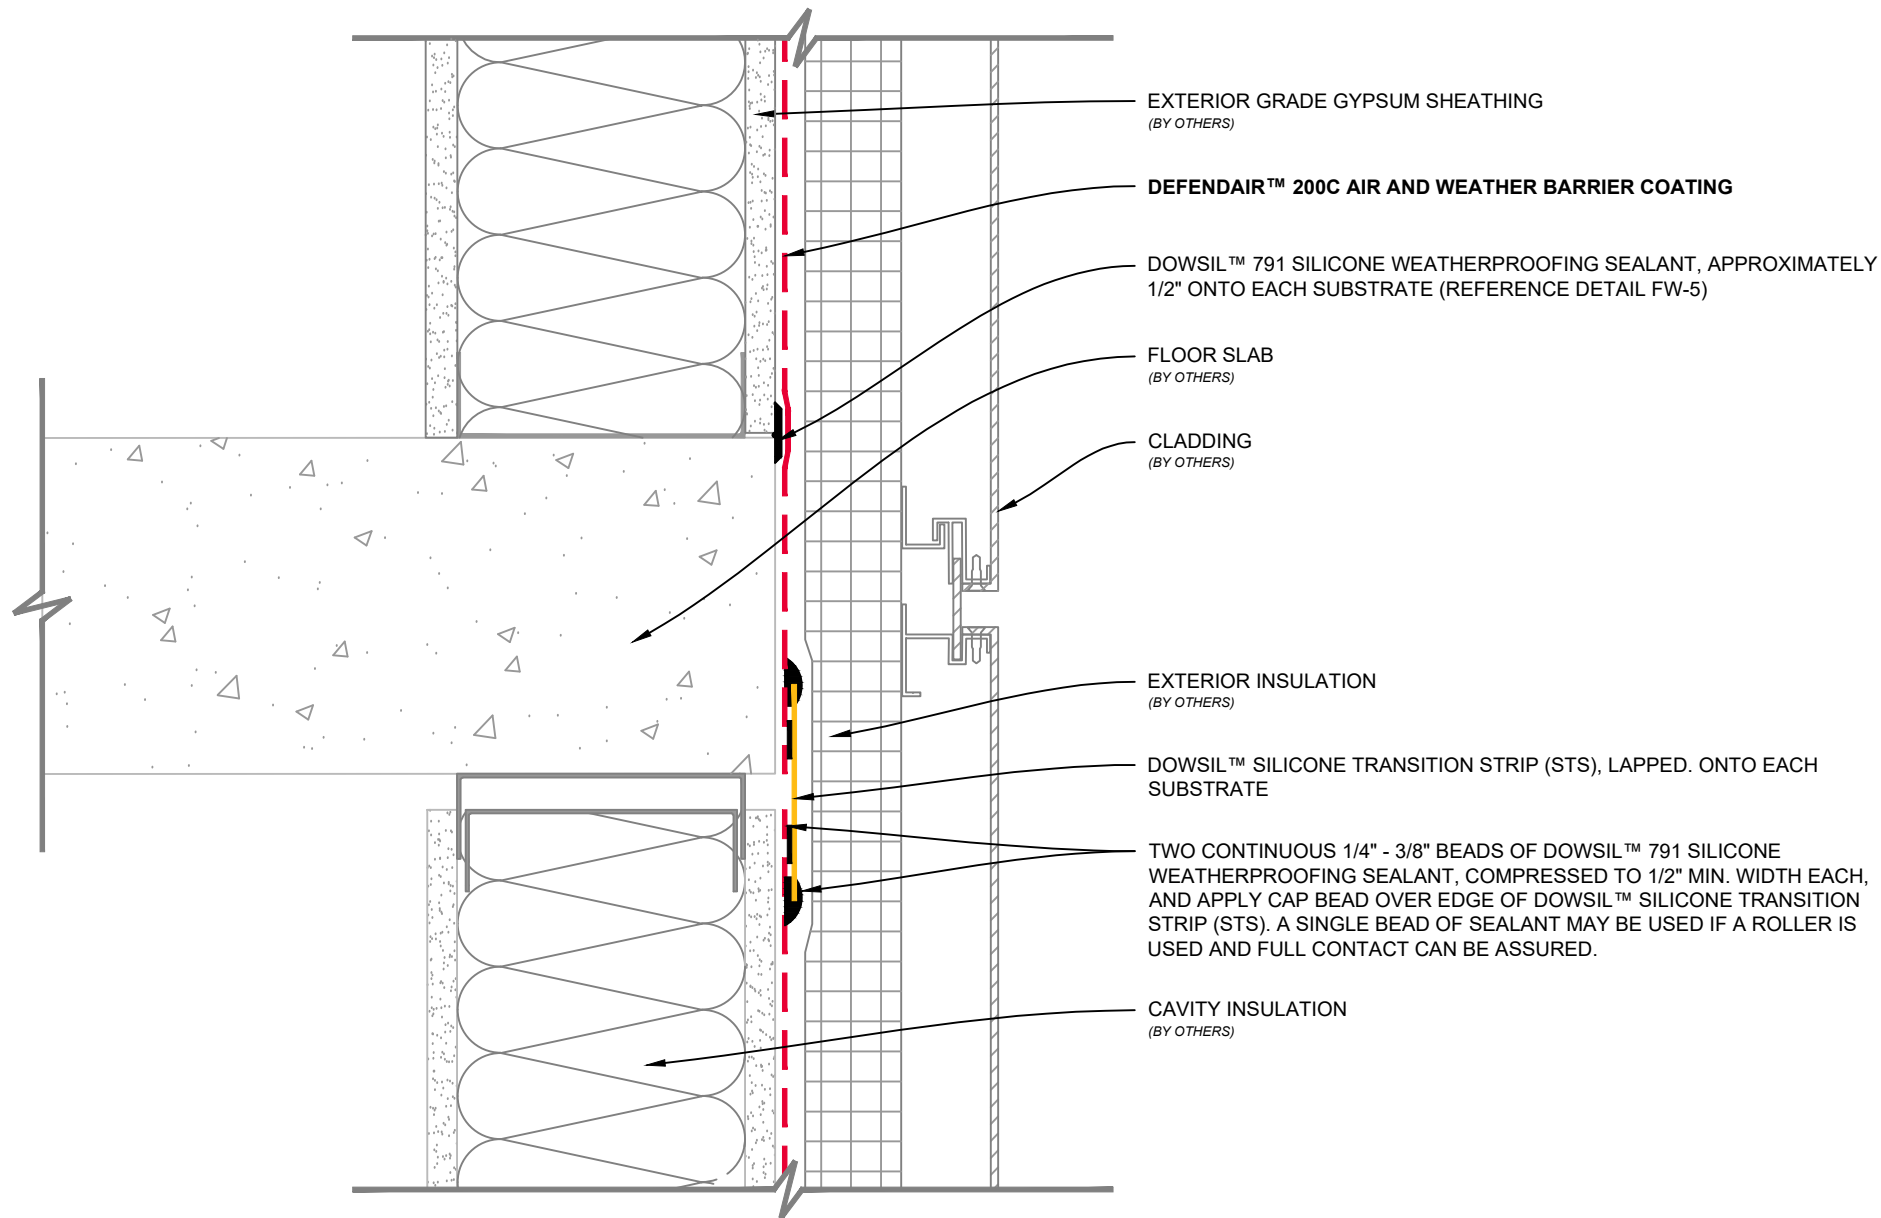 EXTERIOR GRADE GYPSUM SHEATHING
(BY OTHERS)
DEFENDAIR™ 200C AIR AND WEATHER BARRIER COATING
DOWSIL™ 791 SILICONE WEATHERPROOFING SEALANT, APPROXIMATELY
1/2" ONTO EACH SUBSTRATE (REFERENCE DETAIL FW-5)
FLOOR SLAB
(BY OTHERS)
CLADDING
(BY OTHERS)
EXTERIOR INSULATION
(BY OTHERS)
DOWSIL™ SILICONE TRANSITION STRIP (STS), LAPPED. ONTO EACH
SUBSTRATE
TWO CONTINUOUS 1/4" - 3/8" BEADS OF DOWSIL™ 791 SILICONE
WEATHERPROOFING SEALANT, COMPRESSED TO 1/2" MIN. WIDTH EACH,
AND APPLY CAP BEAD OVER EDGE OF DOWSIL™ SILICONE TRANSITION
STRIP (STS). A SINGLE BEAD OF SEALANT MAY BE USED IF A ROLLER IS
USED AND FULL CONTACT CAN BE ASSURED.
CAVITY INSULATION
(BY OTHERS)